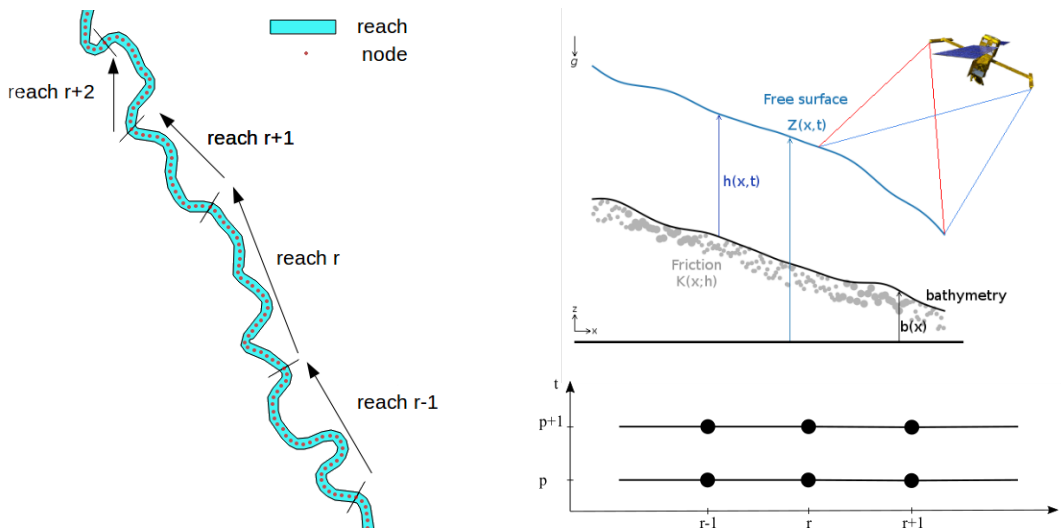 reach
node
reach r+2
reach r+1
reach r
reach r-1
g
Free surface
Z(x,t)
h(x,t)
Friction
K(x;h)
bathymetry
b(x)
z
x
t
p+1
p
r-1
r
r+1